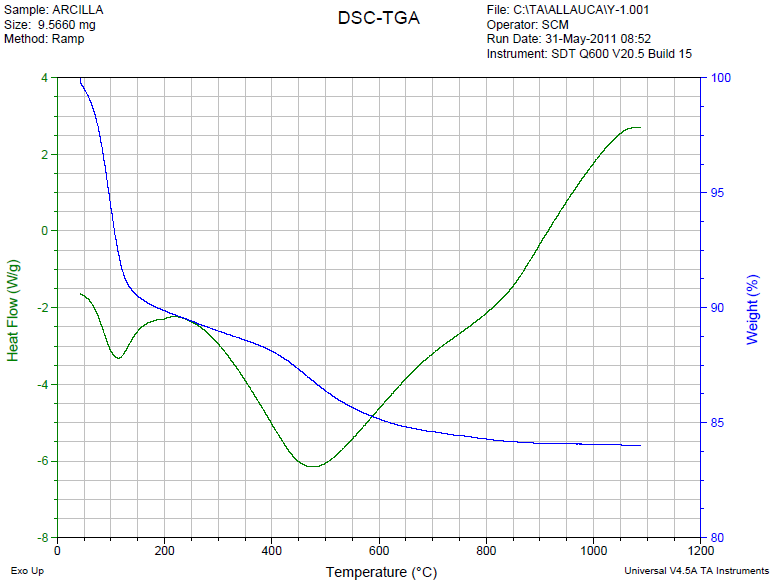 Sample: ARCILLA
Size: 9.5660 mg
Method: Ramp
DSC-TGA
File: C:\TA\ALLAUCA\Y-1.001
Operator: SCM
Run Date: 31-May-2011 08:52
Instrument: SDT Q600 V20.5 Build 15
4
2
0
-2
-4
-6
-8
Heat Flow (W/g)
100
95
90
85
80
Weight (%)
0
200
400
600
800
1000
1200
Exo Up
Temperature (°C)
Universal V4.5A TA Instruments